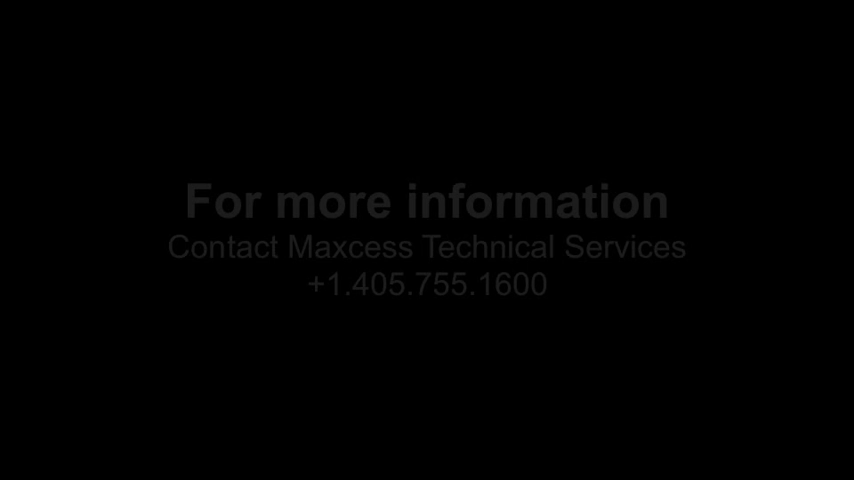 For more information
Contact Maxcess Technical Services
+1.405.755.1600